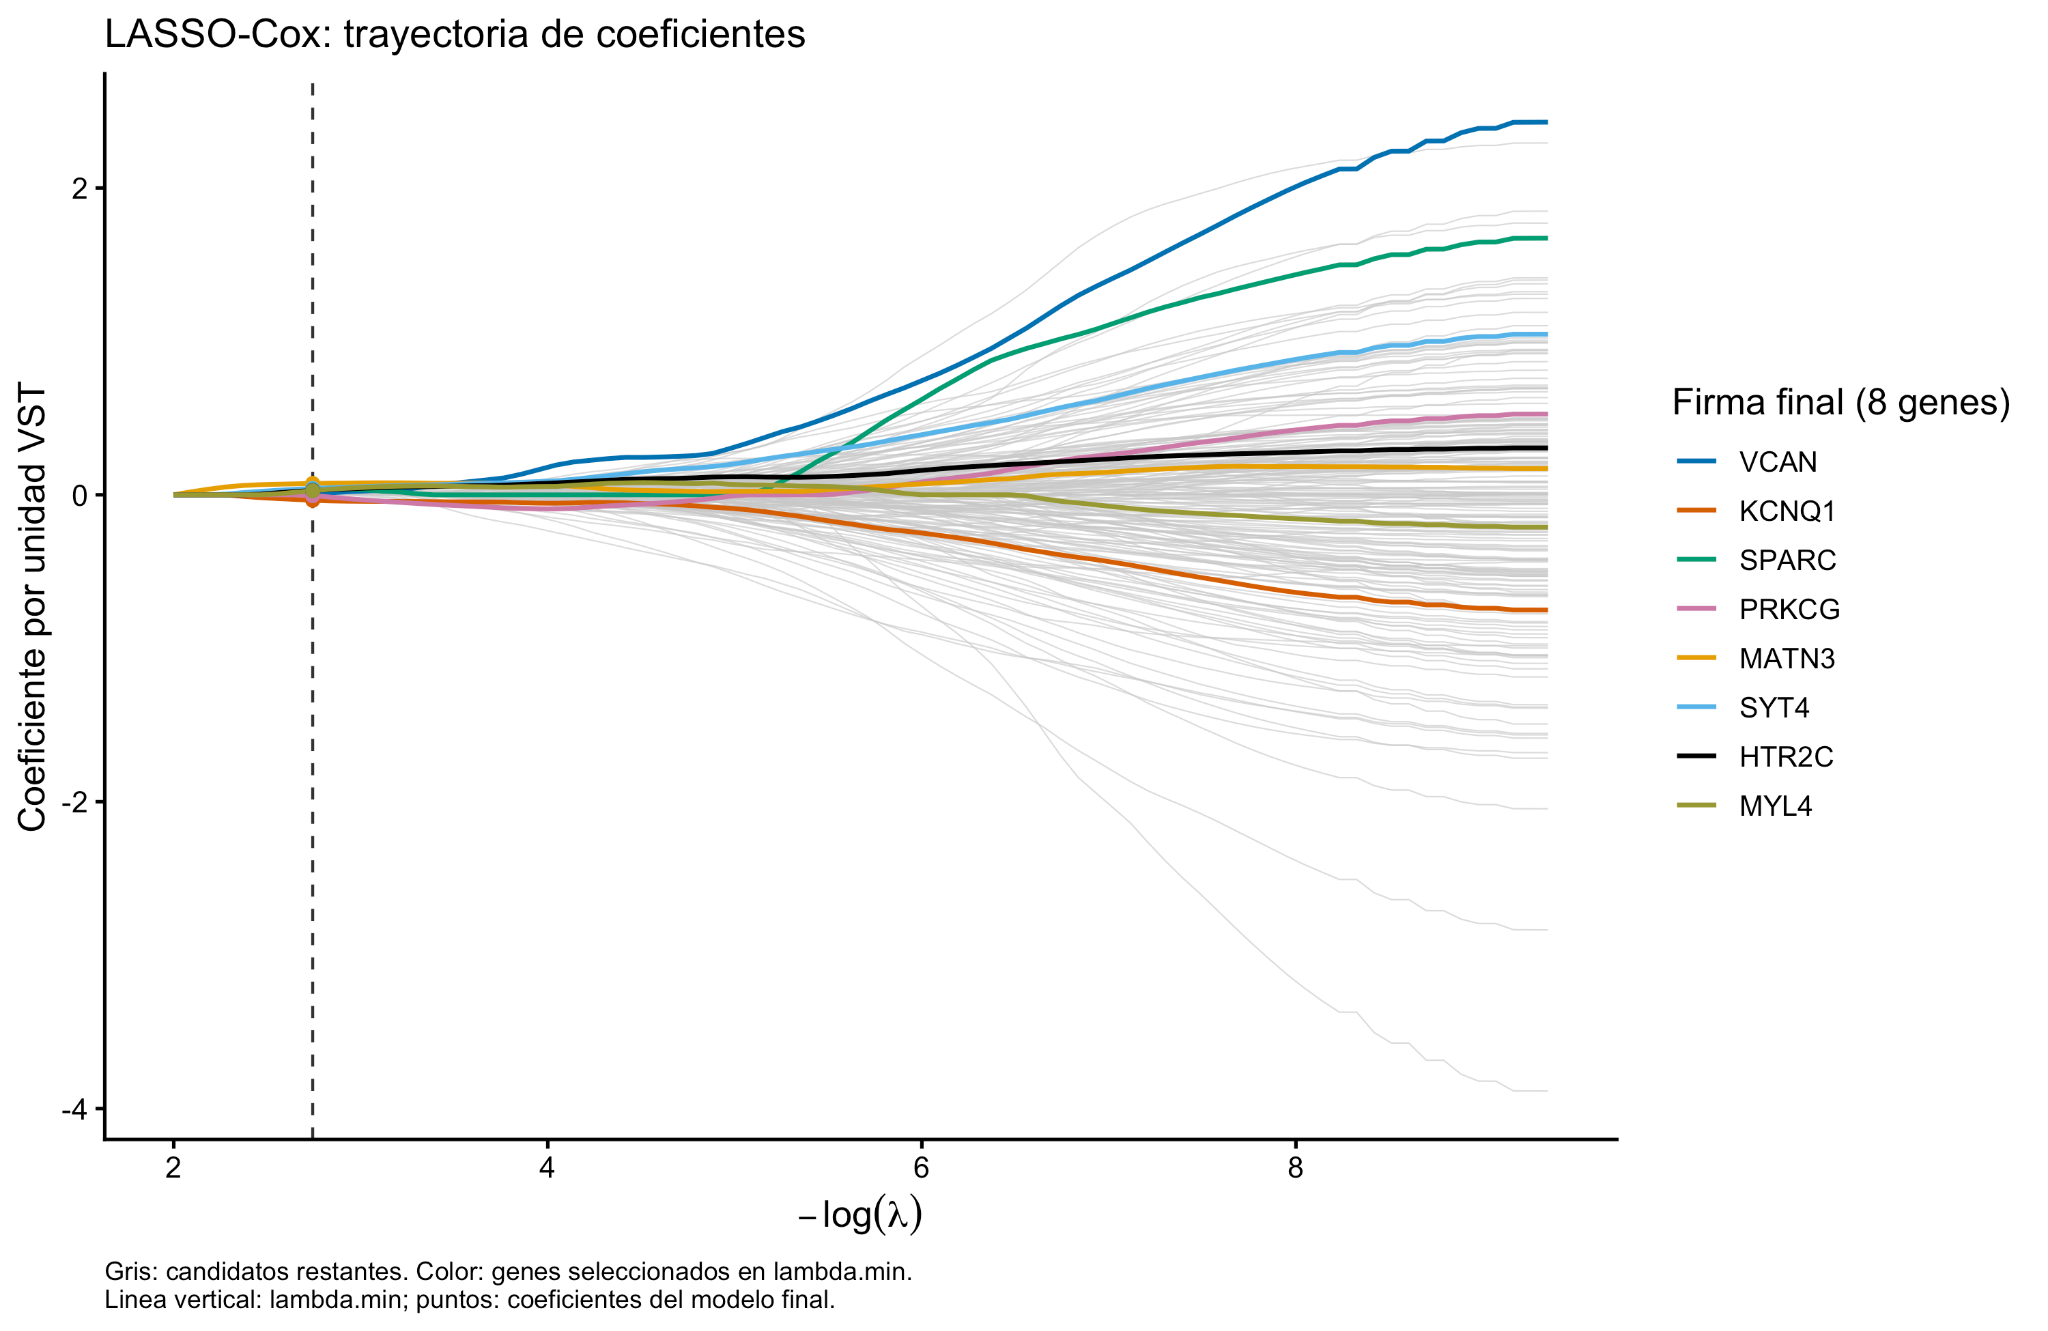 LASSO-Cox: trayectoria de coeficientes
Coeficiente por unidad VST
2
0
-2
-4
2
4
6
8
−log(λ)
Firma final (8 genes)
VCAN
KCNQ1
SPARC
PRKCG
MATN3
SYT4
HTR2C
MYL4
Gris: candidatos restantes. Color: genes seleccionados en lambda.min.
Linea vertical: lambda.min; puntos: coeficientes del modelo final.